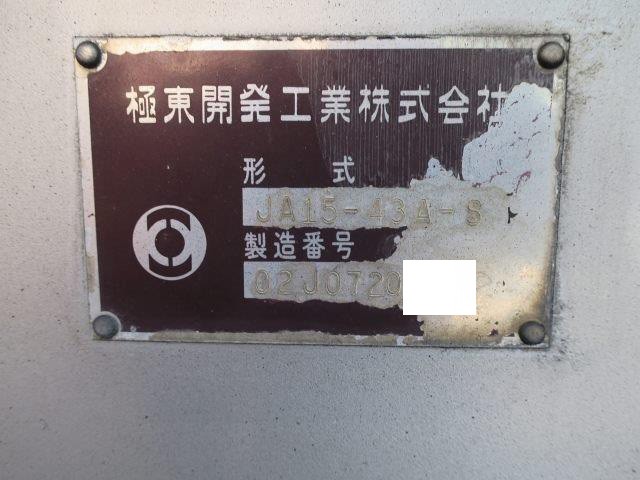 極東開発工業株式会社
形 式
JA15-43A-S
製造番号
02J0720